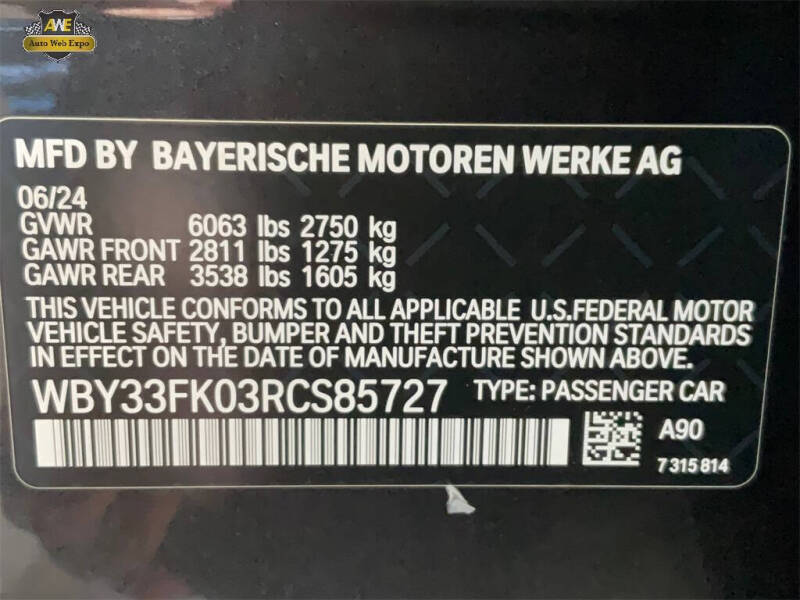 AWE
Auto Web Expo
MFD BY BAYERISCHE MOTOREN WERKE AG
06/24
GVWR 6063 lbs 2750 kg
GAWR FRONT 2811 lbs 1275 kg
GAWR REAR 3538 lbs 1605 kg
THIS VEHICLE CONFORMS TO ALL APPLICABLE U.S.FEDERAL MOTOR
VEHICLE SAFETY, BUMPER AND THEFT PREVENTION STANDARDS
IN EFFECT ON THE DATE OF MANUFACTURE SHOWN ABOVE.
WBY33FK03RCS85727 TYPE: PASSENGER CAR
A90
7 315 814